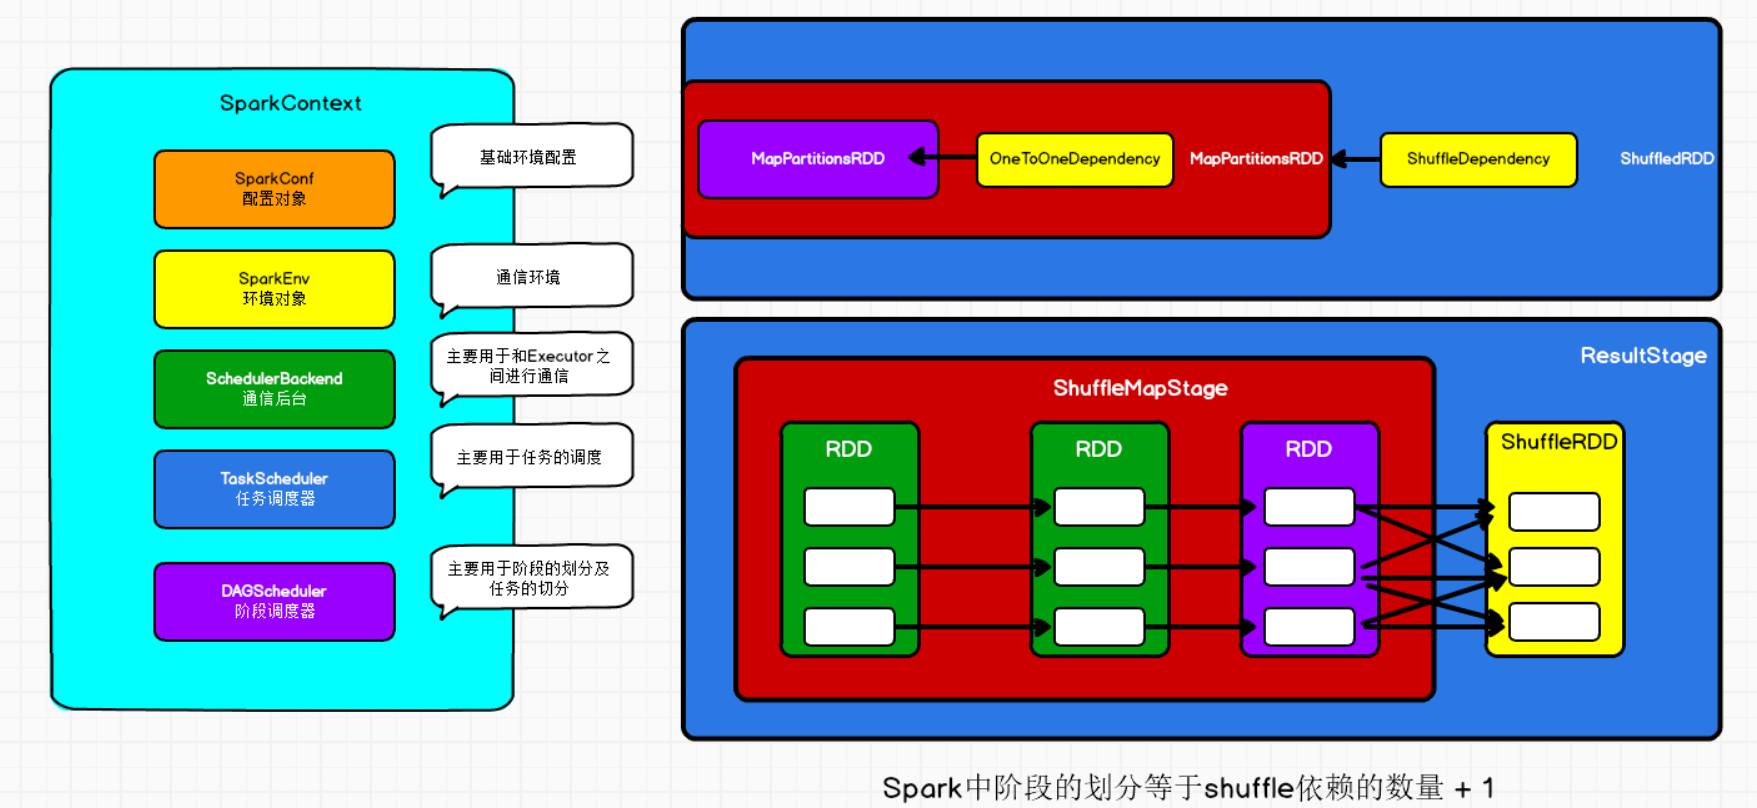 SparkContext
SparkConf
配置对象
基础环境配置
SparkEnv
环境对象
通信环境
SchedulerBackend
通信后台
主要用于和Executor之
间进行通信
TaskScheduler
任务调度器
主要用于任务的调度
DAGScheduler
阶段调度器
主要用于阶段的划分及
任务的切分
MapPartitionsRDD
OneToOneDependency
MapPartitionsRDD
ShuffleDependency
ShuffledRDD
ResultStage
ShuffleMapStage
RDD
RDD
RDD
ShuffleRDD
Spark中阶段的划分等于shuffle依赖的数量 + 1